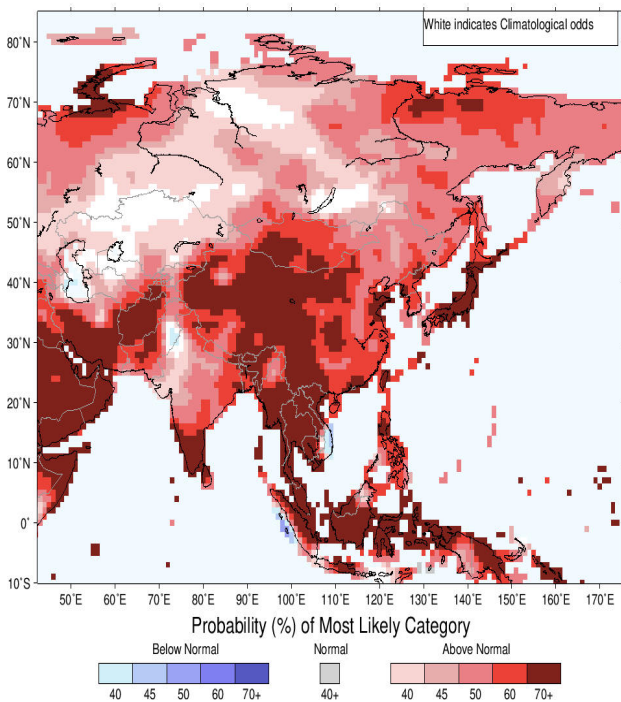 White indicates Climatological odds
85°N
80°N
70°N
60°N
50°N
40°N
30°N
20°N
10°N
0°
10°S
50°E 60°E 70°E 80°E 90°E 100°E 110°E 120°E 130°E 140°E 150°E 160°E 170°E
Probability (%) of Most Likely Category
Below Normal Normal Above Normal
40 45 50 60 70+ 40+ 40 45 50 60 70+